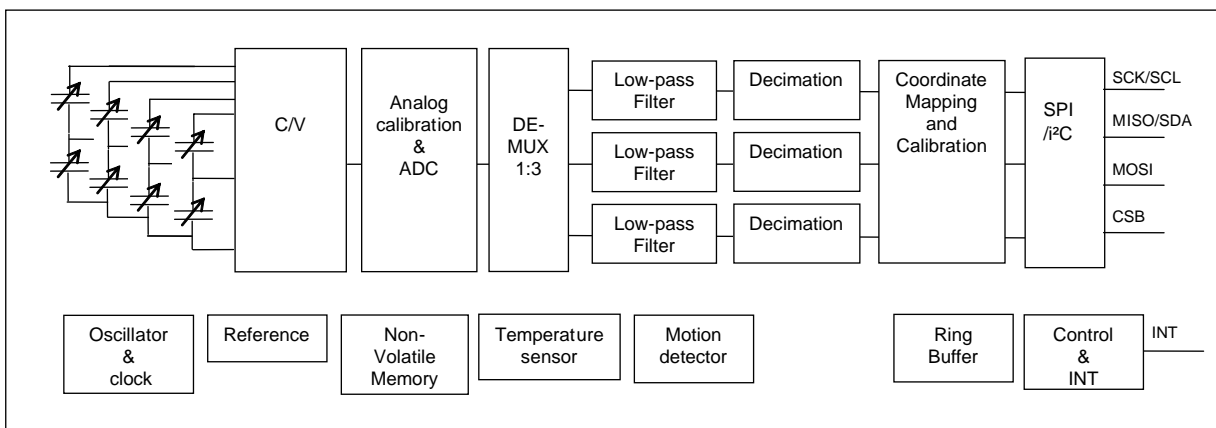 C/V
Analog
calibration
&
ADC
DE-
MUX
1:3
Low-pass
Filter
Decimation
Low-pass
Filter
Decimation
Low-pass
Filter
Decimation
Coordinate
Mapping
and
Calibration
SPI
/i²C
SCK/SCL
MISO/SDA
MOSI
CSB
Oscillator
&
clock
Reference
Non-
Volatile
Memory
Temperature
sensor
Motion
detector
Ring
Buffer
Control
&
INT
INT